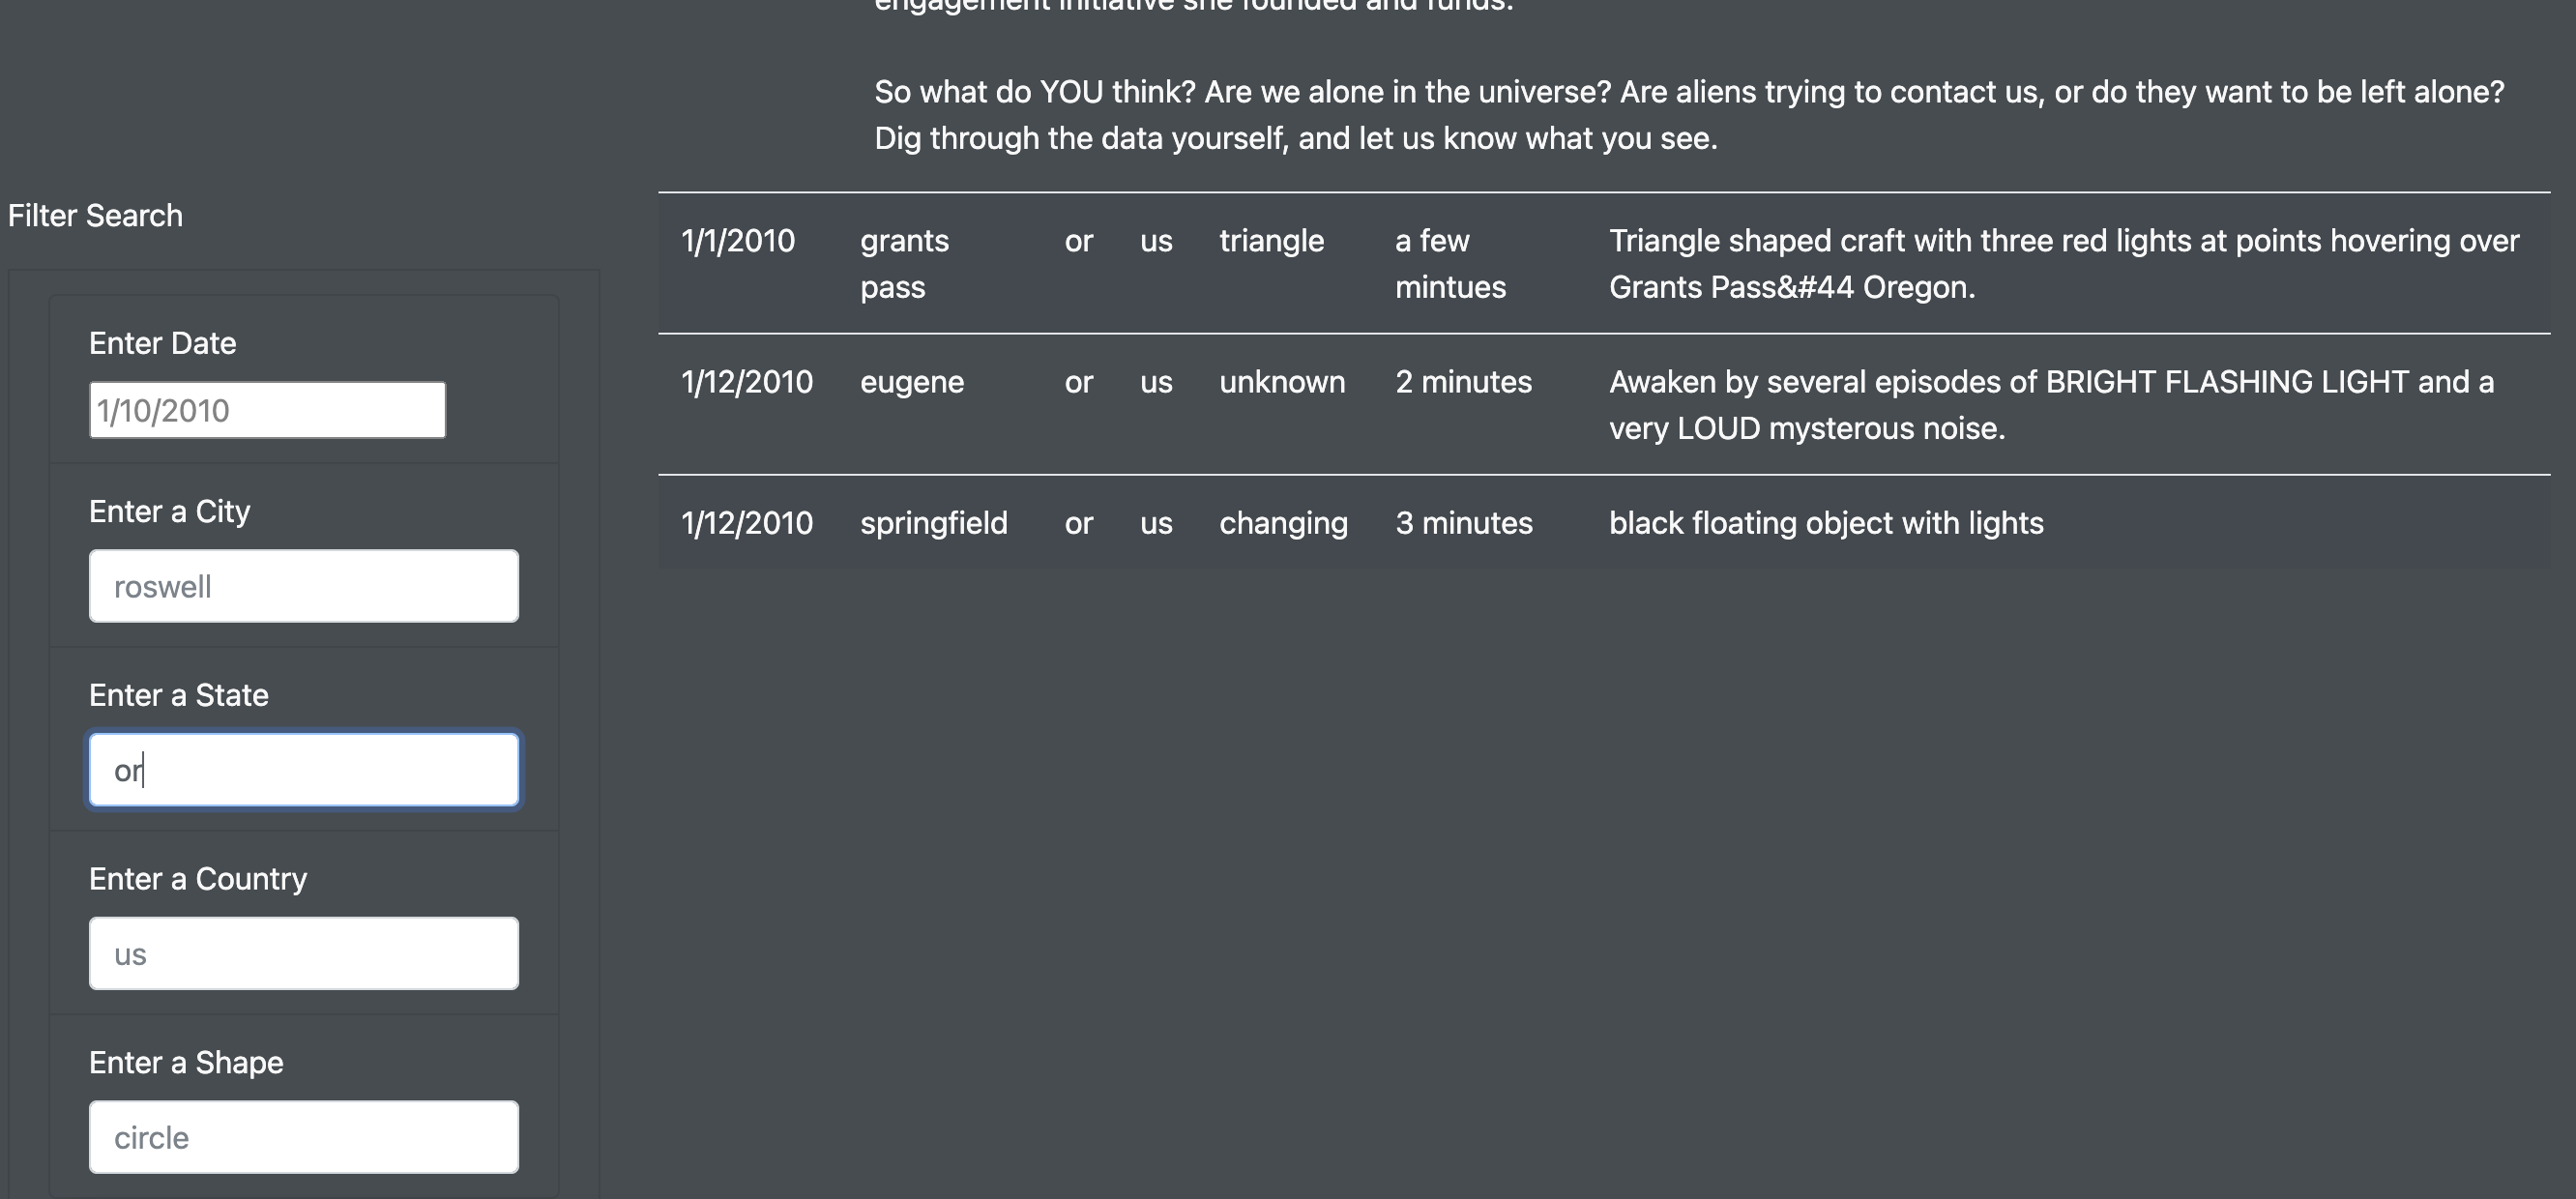 engagement initiative she founded and funds.
So what do YOU think? Are we alone in the universe? Are aliens trying to contact us, or do they want to be left alone?
Dig through the data yourself, and let us know what you see.
Filter Search
Enter Date
1/10/2010
Enter a City
roswell
Enter a State
or
Enter a Country
us
Enter a Shape
circle
1/1/2010 grants pass or us triangle a few mintues Triangle shaped craft with three red lights at points hovering over
Grants Pass&#44 Oregon.
1/12/2010 eugene or us unknown 2 minutes Awaken by several episodes of BRIGHT FLASHING LIGHT and a
very LOUD mysterous noise.
1/12/2010 springfield or us changing 3 minutes black floating object with lights